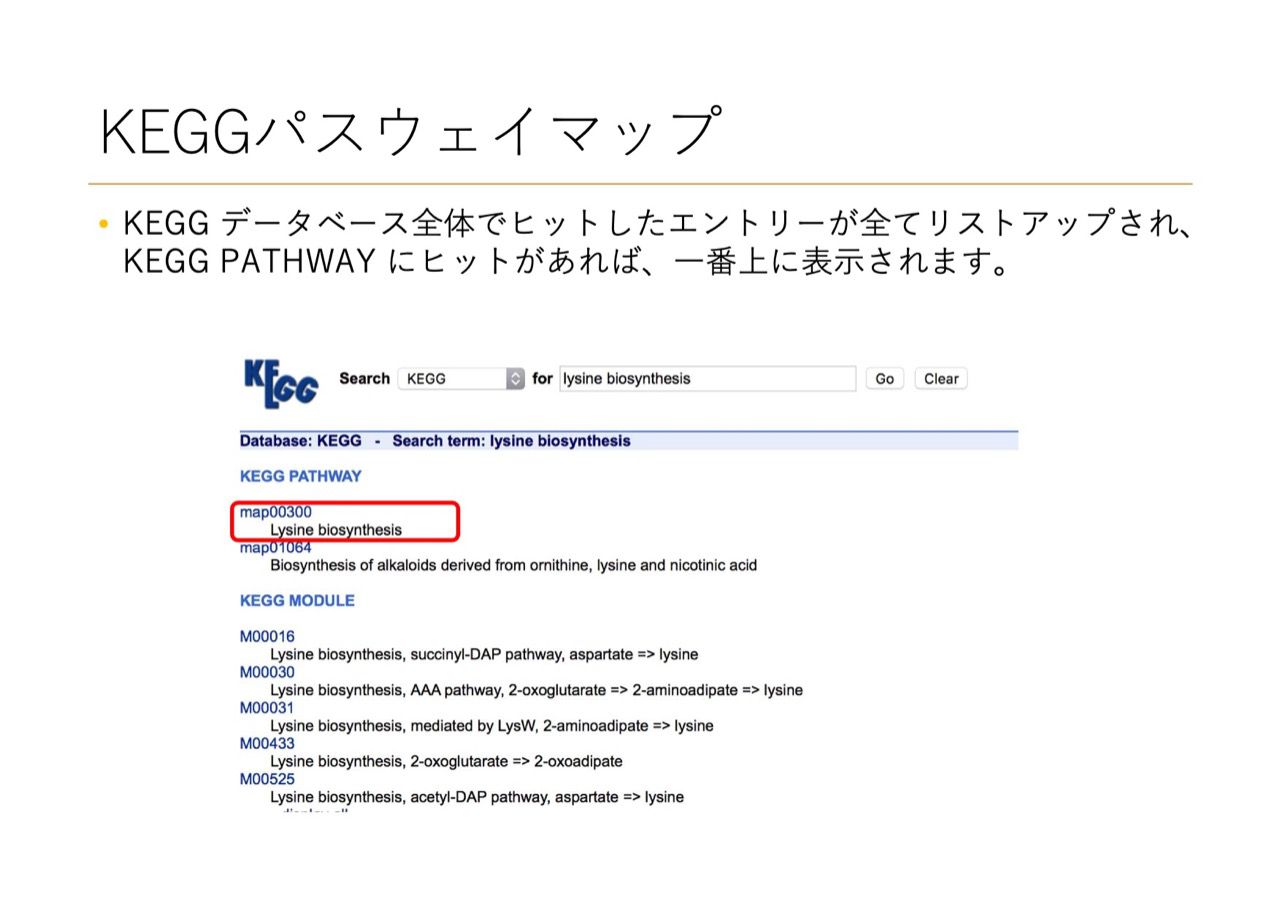 KEGGパスウェイマップ
• KEGG データベース全体でヒットしたエントリーが全てリストアップされ、
KEGG PATHWAY にヒットがあれば、一番上に表示されます。
KEGG Search KEGG for lysine biosynthesis Go Clear
Database: KEGG - Search term: lysine biosynthesis
KEGG PATHWAY
map00300
Lysine biosynthesis
map01064
Biosynthesis of alkaloids derived from ornithine, lysine and nicotinic acid
KEGG MODULE
M00016
Lysine biosynthesis, succinyl-DAP pathway, aspartate => lysine
M00030
Lysine biosynthesis, AAA pathway, 2-oxoglutarate => 2-aminoadipate => lysine
M00031
Lysine biosynthesis, mediated by LysW, 2-aminoadipate => lysine
M00433
Lysine biosynthesis, 2-oxoglutarate => 2-oxoadipate
M00525
Lysine biosynthesis, acetyl-DAP pathway, aspartate => lysine